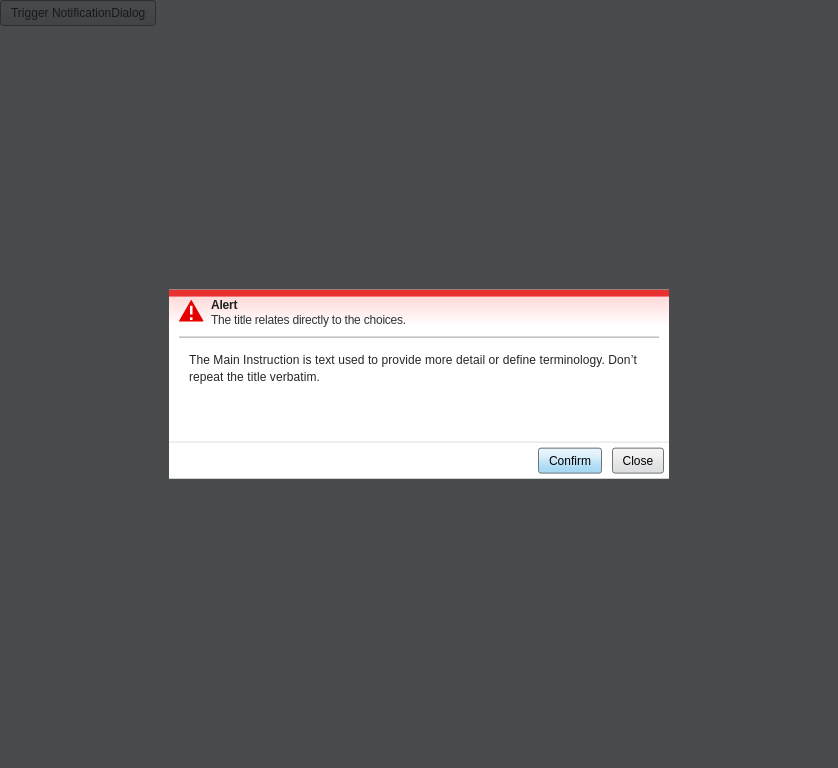 Trigger NotificationDialog
Alert
The title relates directly to the choices.
The Main Instruction is text used to provide more detail or define terminology. Don’t
repeat the title verbatim.
Confirm Close